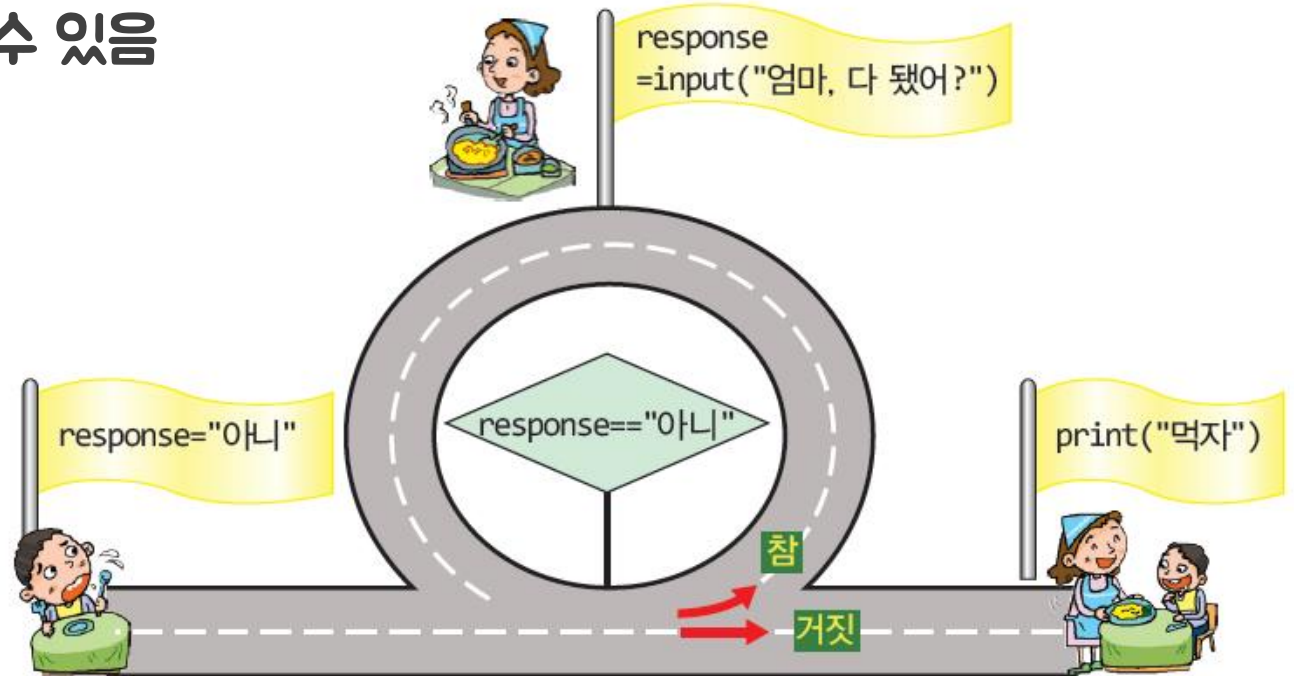 수 있음
response
=input("엄마, 다 됐어?")
response="아니"
response=="아니"
print("먹자")
참
거짓